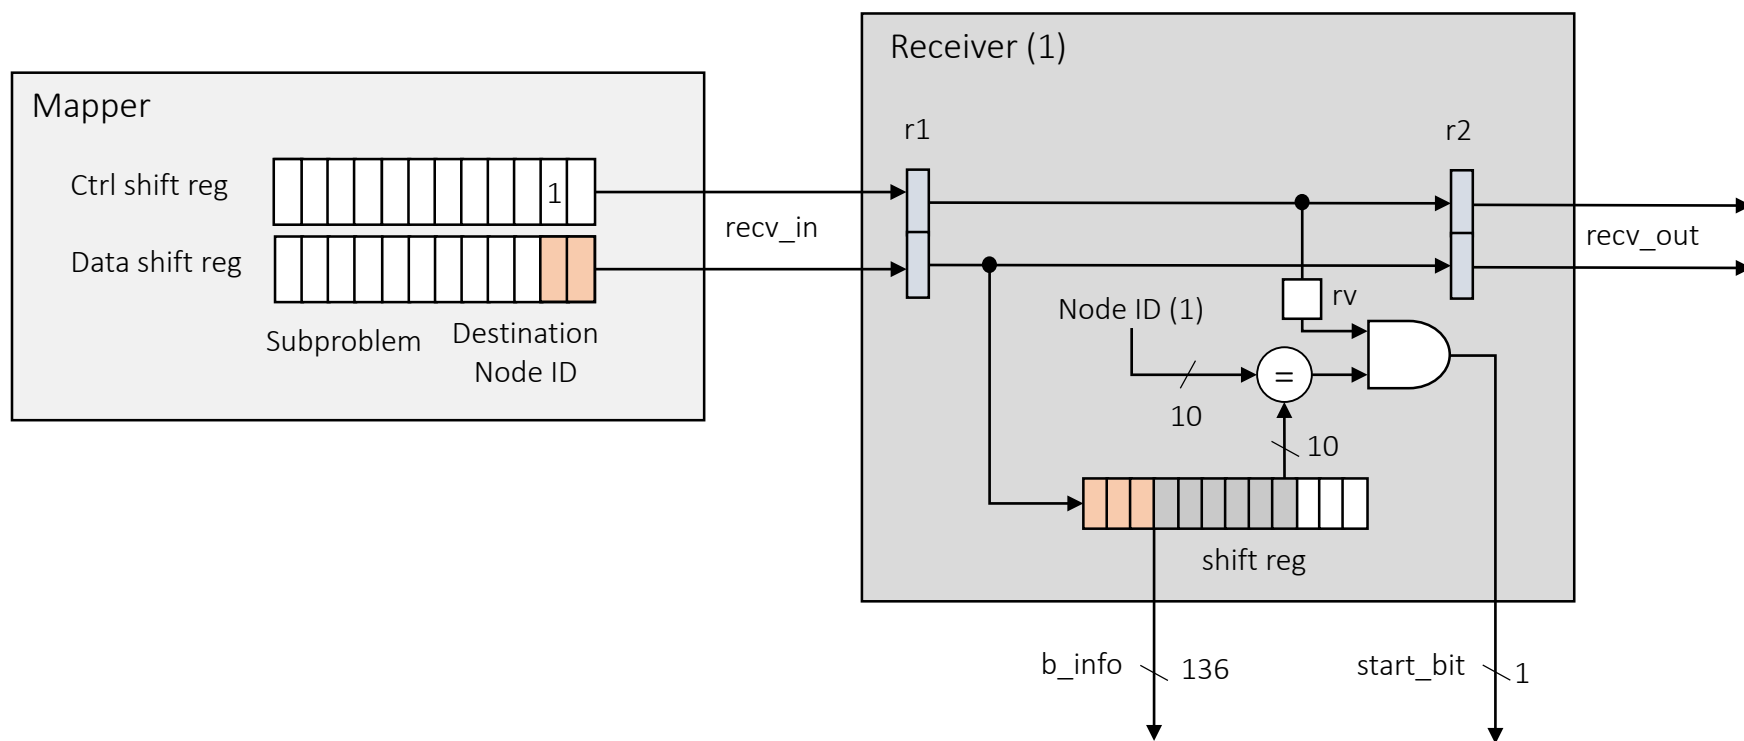 Receiver (1)
Mapper
r1
r2
Ctrl shift reg
1
recv_in
recv_out
Data shift reg
rv
Node ID (1)
Subproblem
Destination
Node ID
=
10
10
shift reg
b_info
136
start_bit
1